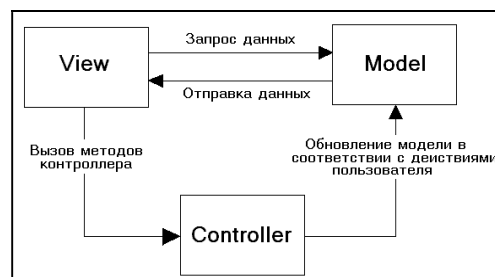 Запрос данных
View
Model
Отправка данных
Вызов методов
контроллера
Обновление модели в
соответствии с действиями
пользователя
Controller